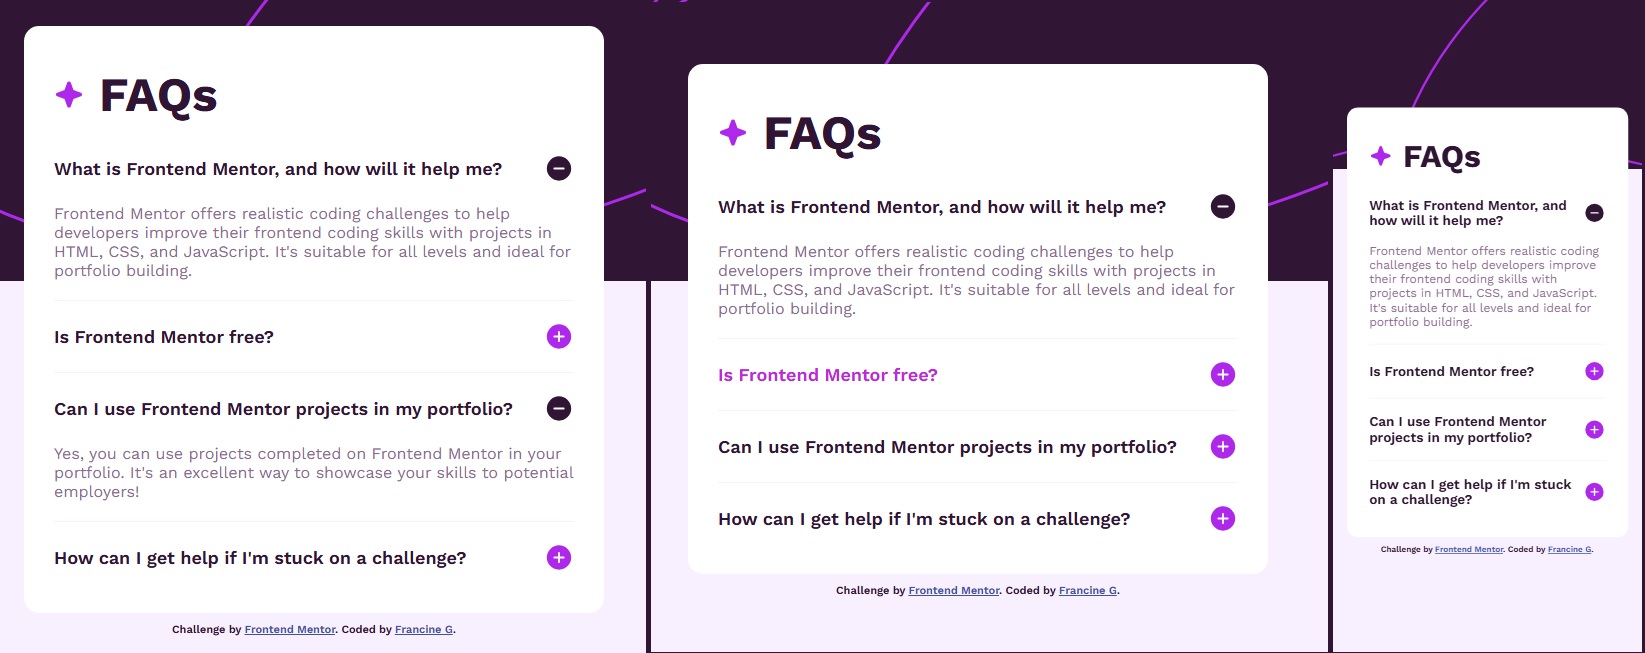 FAQs
What is Frontend Mentor, and how will it help me?
Frontend Mentor offers realistic coding challenges to help
developers improve their frontend coding skills with projects in
HTML, CSS, and JavaScript. It's suitable for all levels and ideal for
portfolio building.
Is Frontend Mentor free?
Can I use Frontend Mentor projects in my portfolio?
Yes, you can use projects completed on Frontend Mentor in your
portfolio. It's an excellent way to showcase your skills to potential
employers!
How can I get help if I'm stuck on a challenge?
Challenge by Frontend Mentor. Coded by Francine G.
FAQs
What is Frontend Mentor, and how will it help me?
Frontend Mentor offers realistic coding challenges to help
developers improve their frontend coding skills with projects in
HTML, CSS, and JavaScript. It's suitable for all levels and ideal for
portfolio building.
Is Frontend Mentor free?
Can I use Frontend Mentor projects in my portfolio?
How can I get help if I'm stuck on a challenge?
Challenge by Frontend Mentor. Coded by Francine G.
FAQs
What is Frontend Mentor, and
how will it help me?
Frontend Mentor offers realistic coding
challenges to help developers improve
their frontend coding skills with
projects in HTML, CSS, and JavaScript.
It's suitable for all levels and ideal for
portfolio building.
Is Frontend Mentor free?
Can I use Frontend Mentor
projects in my portfolio?
How can I get help if I'm stuck
on a challenge?
Challenge by Frontend Mentor. Coded by Francine G.